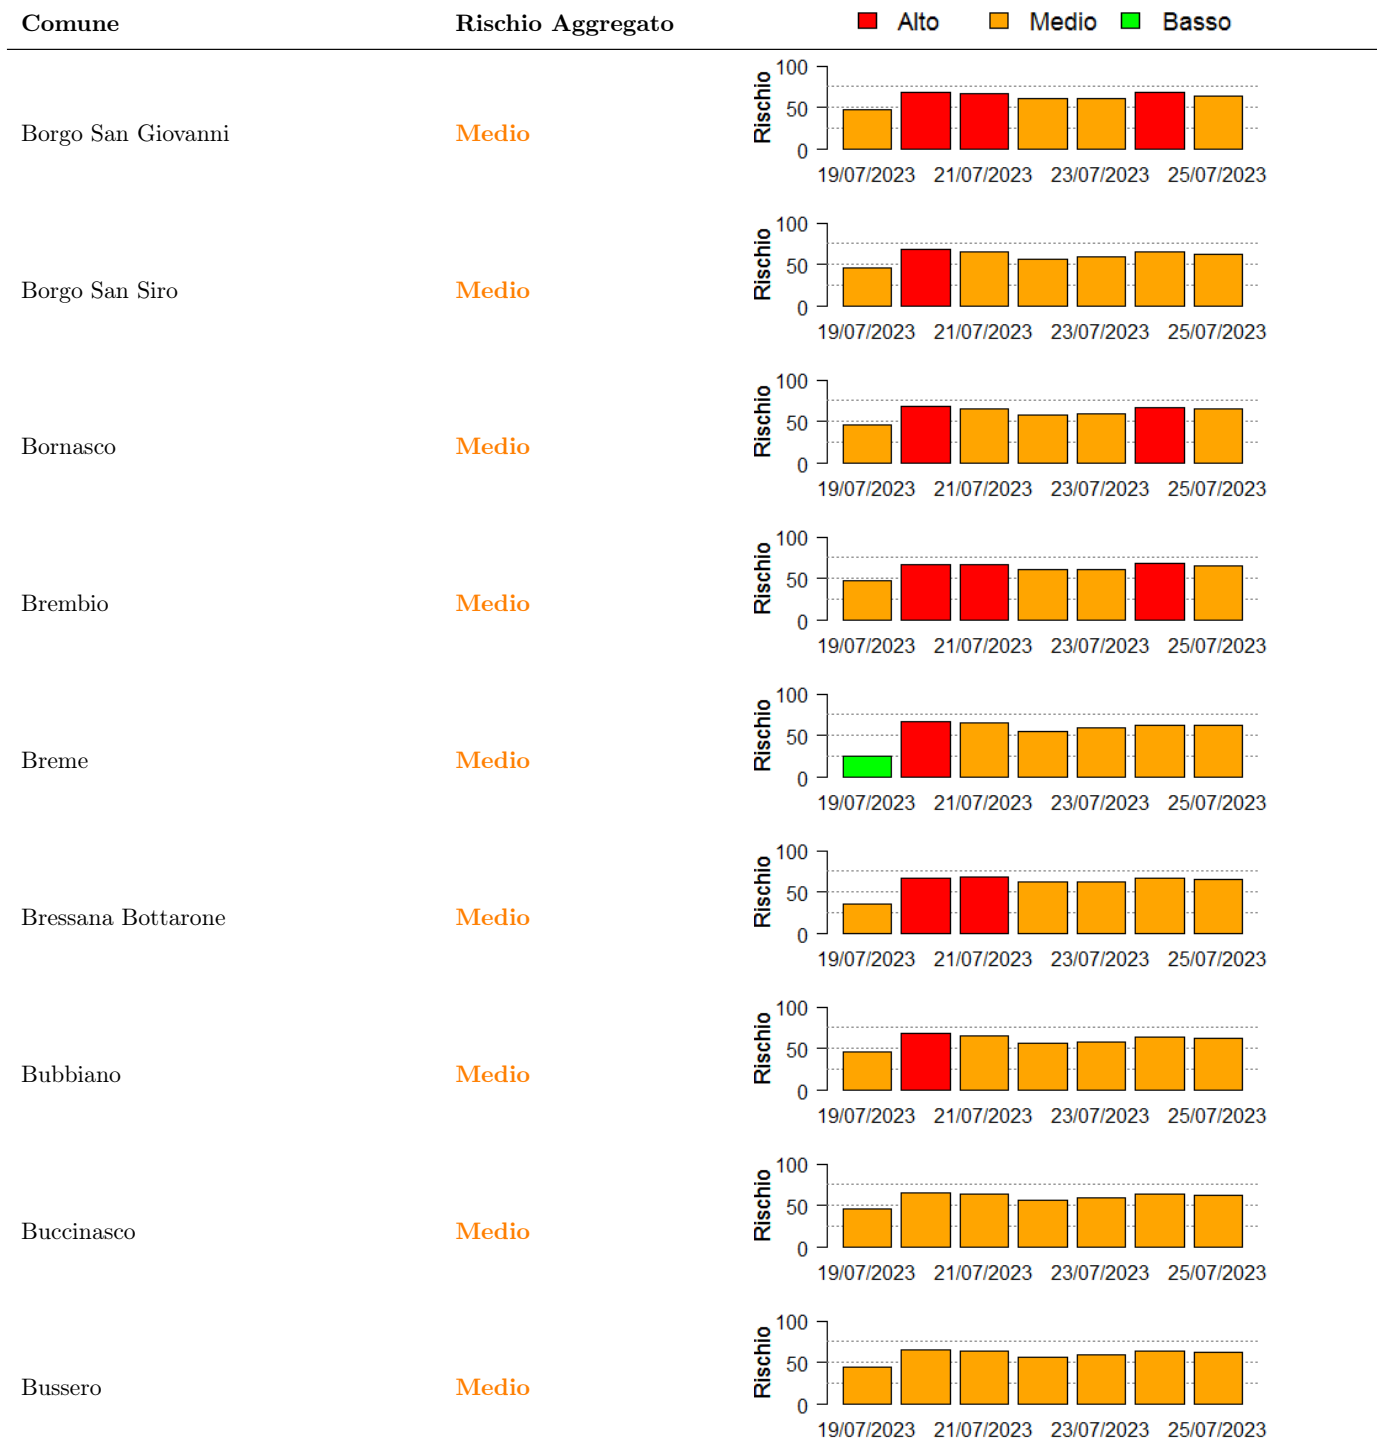 Comune Rischio Aggregato Alto Medio Basso
100
50
0
Rischio
Borgo San Giovanni Medio
19/07/2023 21/07/2023 23/07/2023 25/07/2023
100
50
0
Rischio
Borgo San Siro Medio
19/07/2023 21/07/2023 23/07/2023 25/07/2023
100
50
0
Rischio
Bornasco Medio
19/07/2023 21/07/2023 23/07/2023 25/07/2023
100
50
0
Rischio
Brembio Medio
19/07/2023 21/07/2023 23/07/2023 25/07/2023
100
50
0
Rischio
Breme Medio
19/07/2023 21/07/2023 23/07/2023 25/07/2023
100
50
0
Rischio
Bressana Bottarone Medio
19/07/2023 21/07/2023 23/07/2023 25/07/2023
100
50
0
Rischio
Bubbiano Medio
19/07/2023 21/07/2023 23/07/2023 25/07/2023
100
50
0
Rischio
Buccinasco Medio
19/07/2023 21/07/2023 23/07/2023 25/07/2023
100
50
0
Rischio
Bussero Medio
19/07/2023 21/07/2023 23/07/2023 25/07/2023